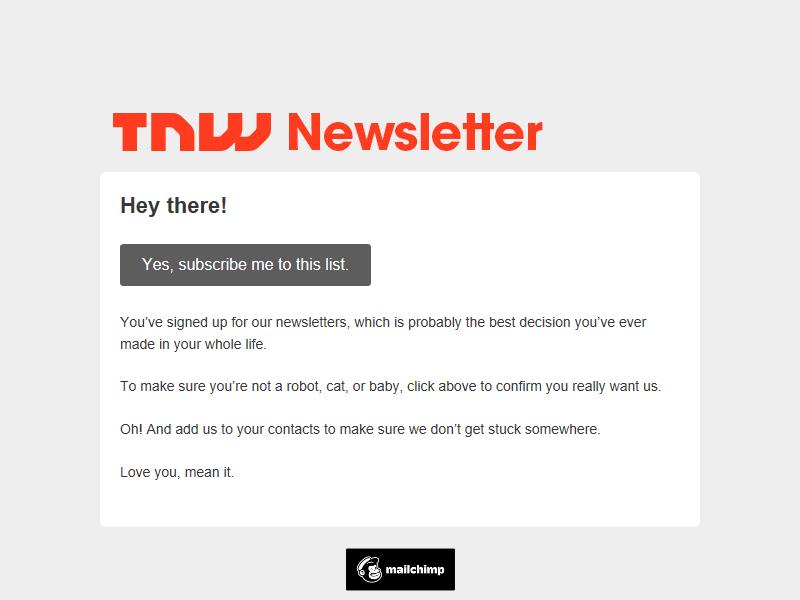 TNW Newsletter
Hey there!
Yes, subscribe me to this list.
You’ve signed up for our newsletters, which is probably the best decision you’ve ever
made in your whole life.
To make sure you’re not a robot, cat, or baby, click above to confirm you really want us.
Oh! And add us to your contacts to make sure we don’t get stuck somewhere.
Love you, mean it.
mailchimp